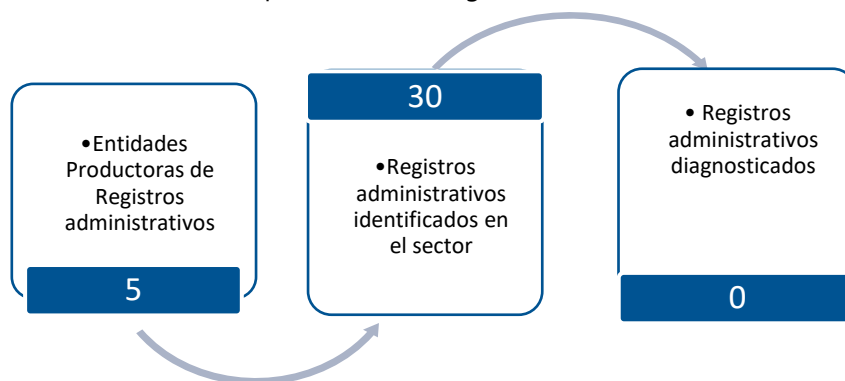 •Entidades
Productoras de
Registros
administrativos
5
30
•Registros
administrativos
identificados en
el sector
• Registros
administrativos
diagnosticados
0